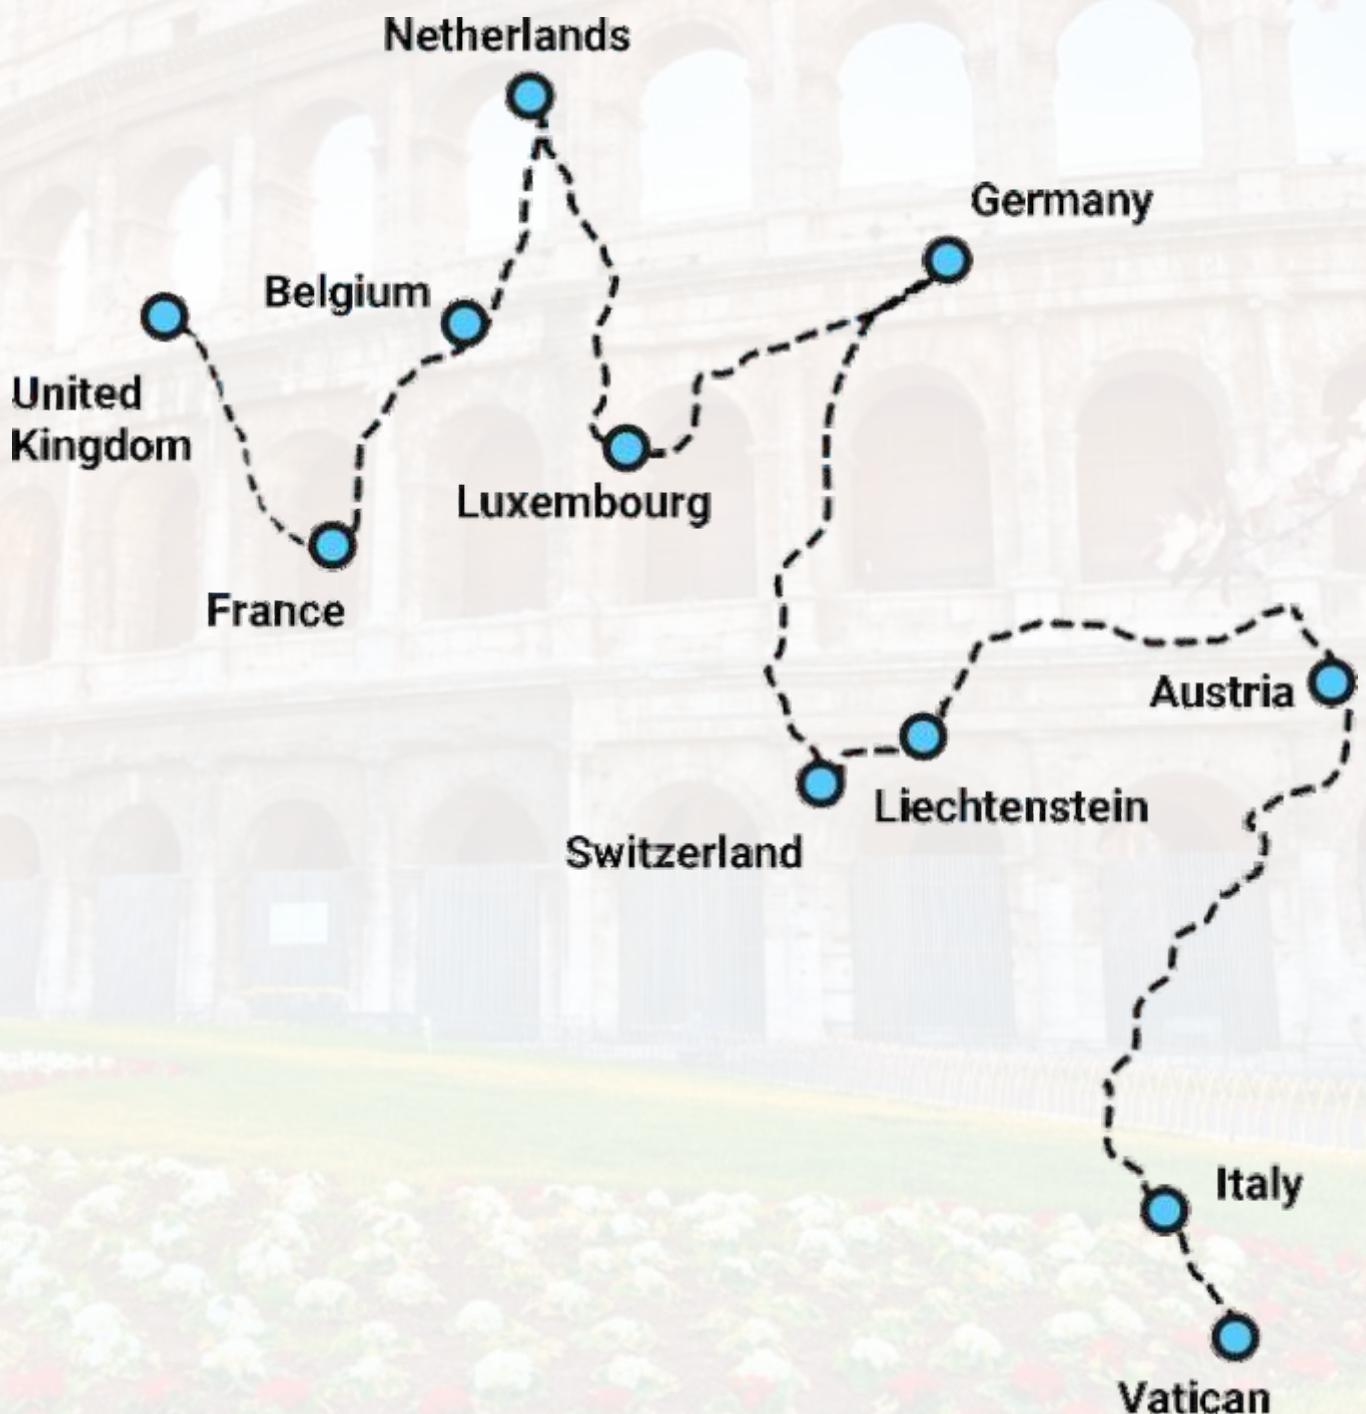 Netherlands
Germany
Belgium
United
Kingdom
Luxembourg
France
Austria
Liechtenstein
Switzerland
Italy
Vatican